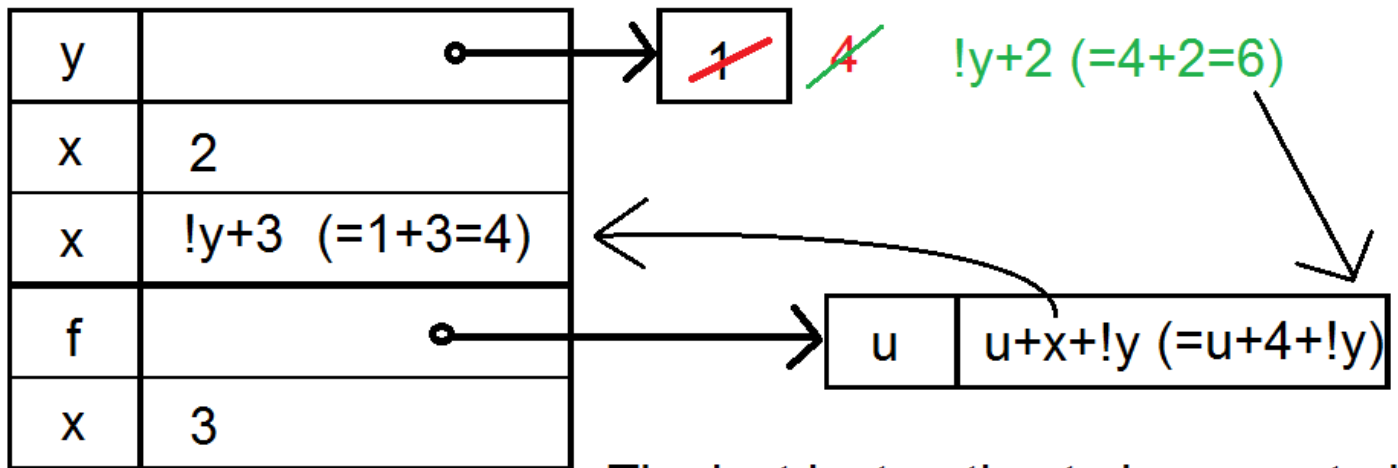 y 1 4 !y+2 (=4+2=6)
x 2
x !y+3 (=1+3=4)
f u u+x+!y (=u+4+!y)
x 3